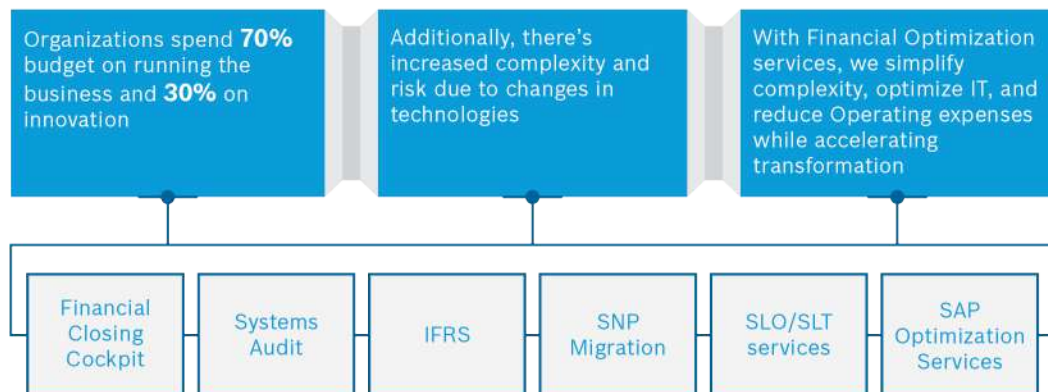 Organizations spend 70%
budget on running the
business and 30% on
innovation
Additionally, there's
increased complexity and
risk due to changes in
technologies
With Financial Optimization
services, we simplify
complexity, optimize IT, and
reduce Operating expenses
while accelerating
transformation
Financial
Closing
Cockpit
Systems
Audit
IFRS
SNP
Migration
SLO/SLT
services
SAP
Optimization
Services